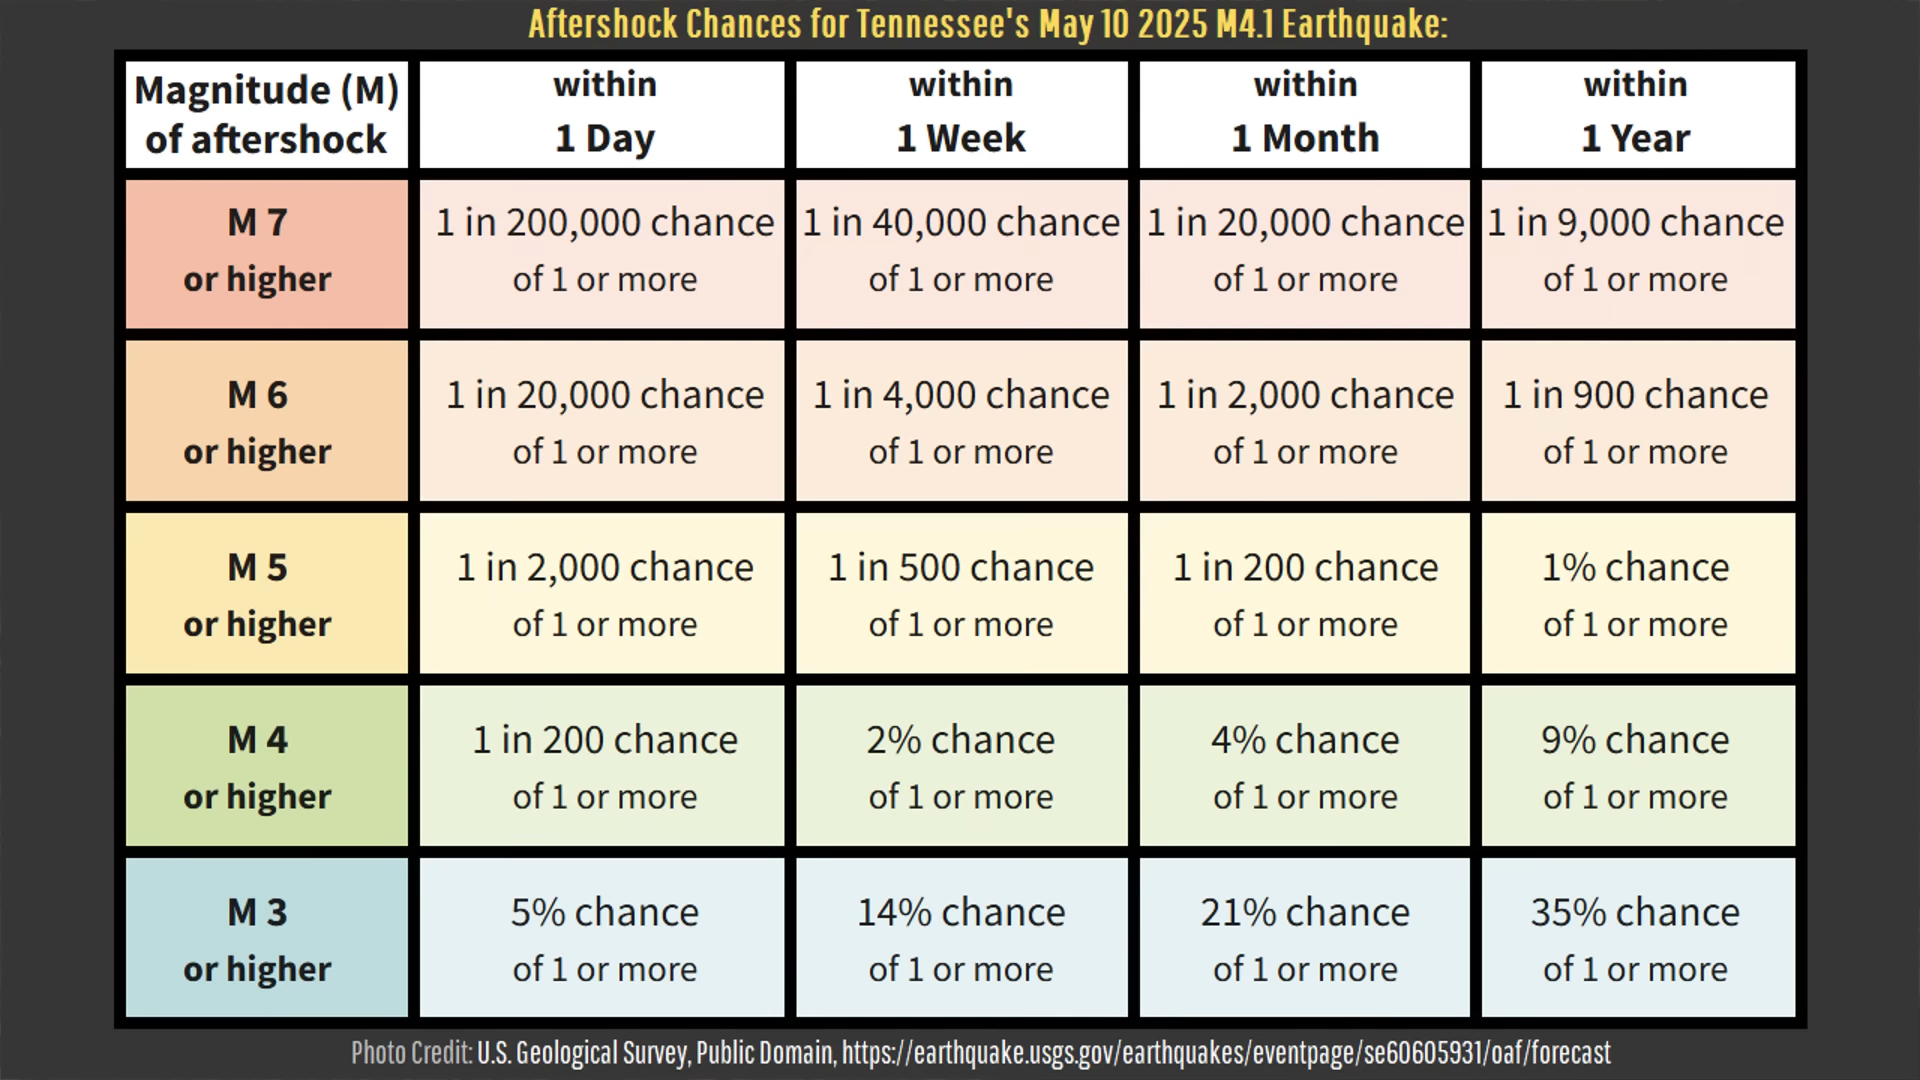 Aftershock Chances for Tennessee's May 10 2025 M4.1 Earthquake:
Magnitude (M)
of aftershock
within
1 Day
within
1 Week
within
1 Month
within
1 Year
M 7
or higher
1 in 200,000 chance
of 1 or more
1 in 40,000 chance
of 1 or more
1 in 20,000 chance
of 1 or more
1 in 9,000 chance
of 1 or more
M 6
or higher
1 in 20,000 chance
of 1 or more
1 in 4,000 chance
of 1 or more
1 in 2,000 chance
of 1 or more
1 in 900 chance
of 1 or more
M 5
or higher
1 in 2,000 chance
of 1 or more
1 in 500 chance
of 1 or more
1 in 200 chance
of 1 or more
1% chance
of 1 or more
M 4
or higher
1 in 200 chance
of 1 or more
2% chance
of 1 or more
4% chance
of 1 or more
9% chance
of 1 or more
M 3
or higher
5% chance
of 1 or more
14% chance
of 1 or more
21% chance
of 1 or more
35% chance
of 1 or more
Photo Credit: U.S. Geological Survey, Public Domain, https://earthquake.usgs.gov/earthquakes/eventpage/se60605931/oaf/forecast